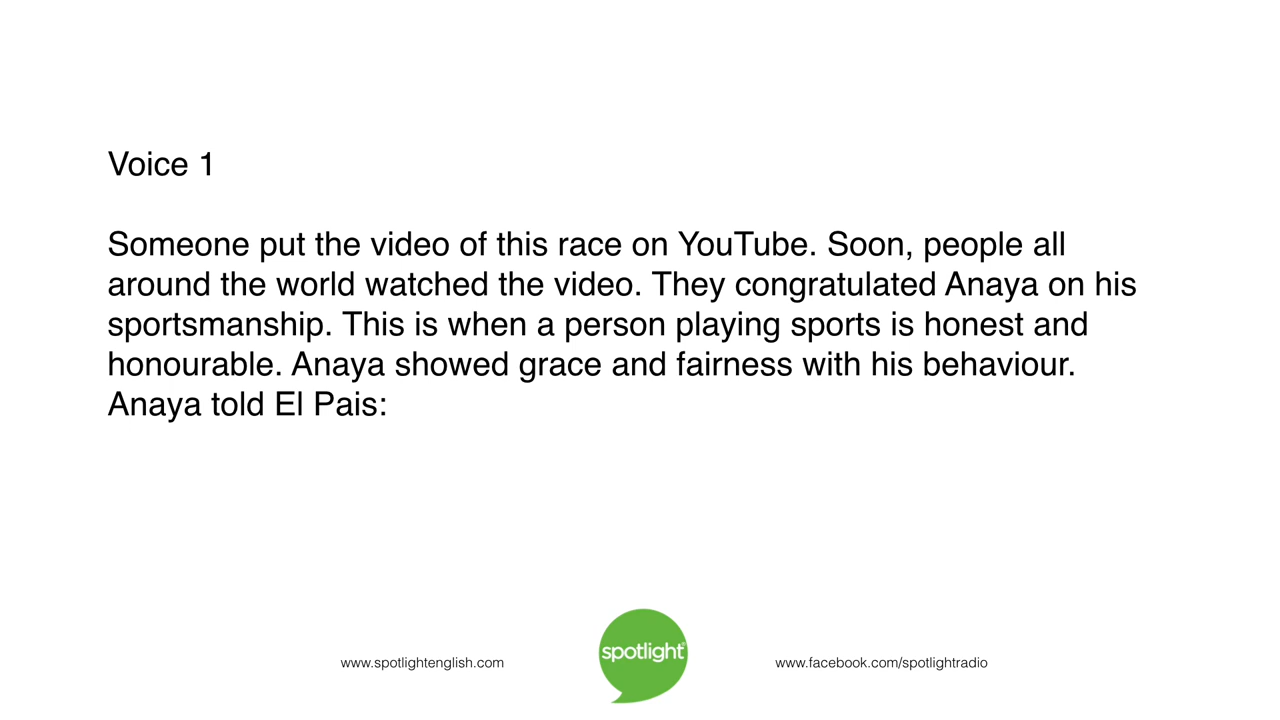 Voice 1
Someone put the video of this race on YouTube. Soon, people all
around the world watched the video. They congratulated Anaya on his
sportsmanship. This is when a person playing sports is honest and
honourable. Anaya showed grace and fairness with his behaviour.
Anaya told El Pais:
www.spotlightenglish.com
spotlight®
www.facebook.com/spotlightradio